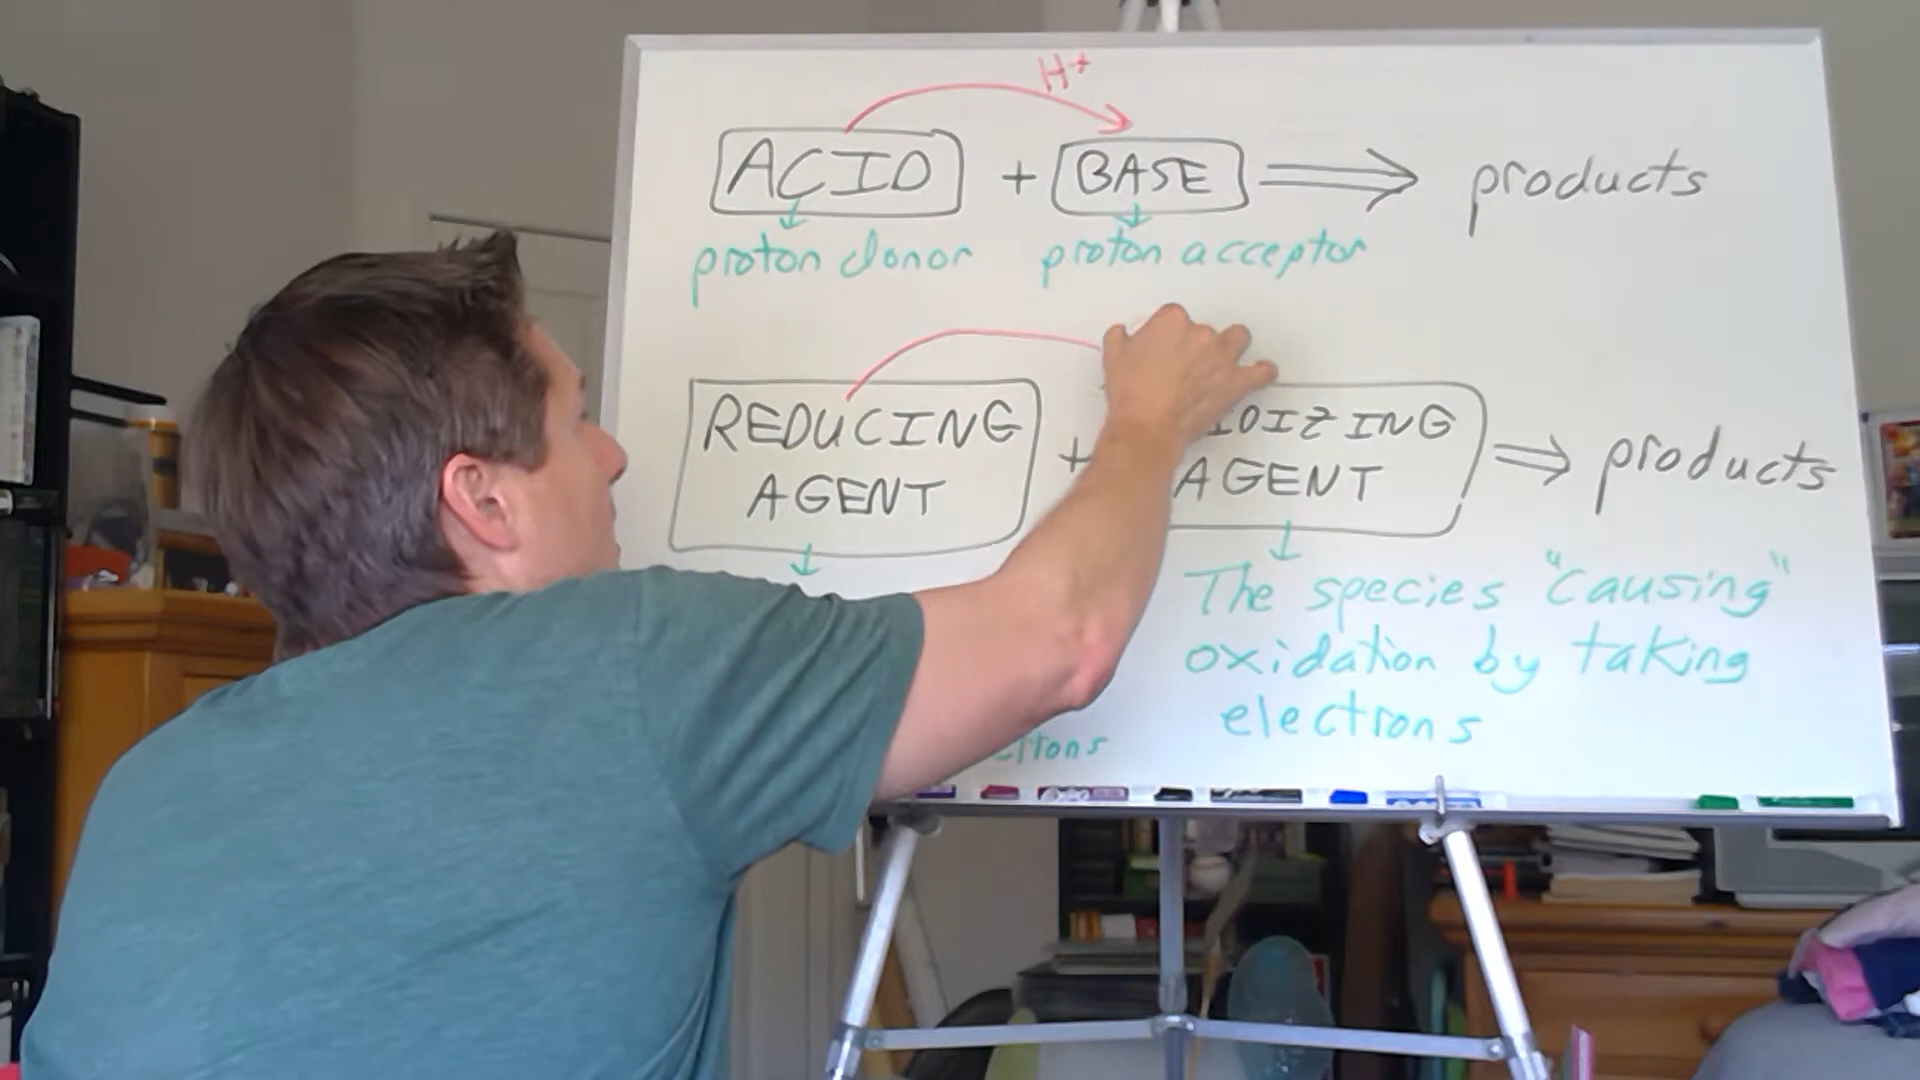 H+
ACID + BASE ⟹ products
proton donor proton acceptor
REDUCING
AGENT
+
AGENT
⟹ products
The species "causing"
oxidation by taking
electrons